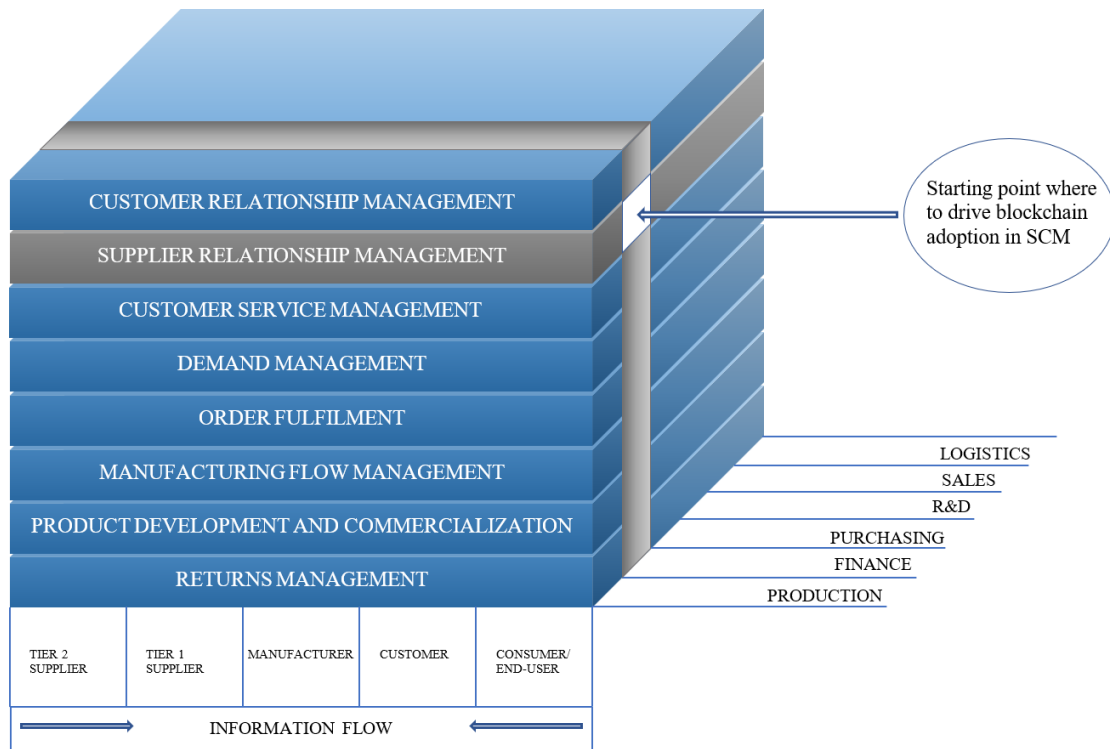 CUSTOMER RELATIONSHIP MANAGEMENT
SUPPLIER RELATIONSHIP MANAGEMENT
CUSTOMER SERVICE MANAGEMENT
DEMAND MANAGEMENT
ORDER FULFILMENT
MANUFACTURING FLOW MANAGEMENT
PRODUCT DEVELOPMENT AND COMMERCIALIZATION
RETURNS MANAGEMENT
Starting point where
to drive blockchain
adoption in SCM
LOGISTICS
SALES
R&D
PURCHASING
FINANCE
PRODUCTION
TIER 2
SUPPLIER
TIER 1
SUPPLIER
MANUFACTURER
CUSTOMER
CONSUMER/
END-USER
INFORMATION FLOW